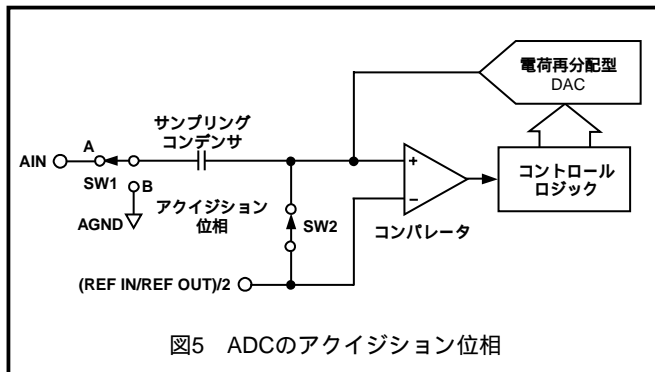 電荷再分配型
DAC
サンプリング
コンデンサ
A
AIN
SW1
B
AGND
アクイジション
位相
SW2
+
−
コンパレータ
コントロール
ロジック
(REF IN/REF OUT)/2
図5 ADCのアクイジション位相